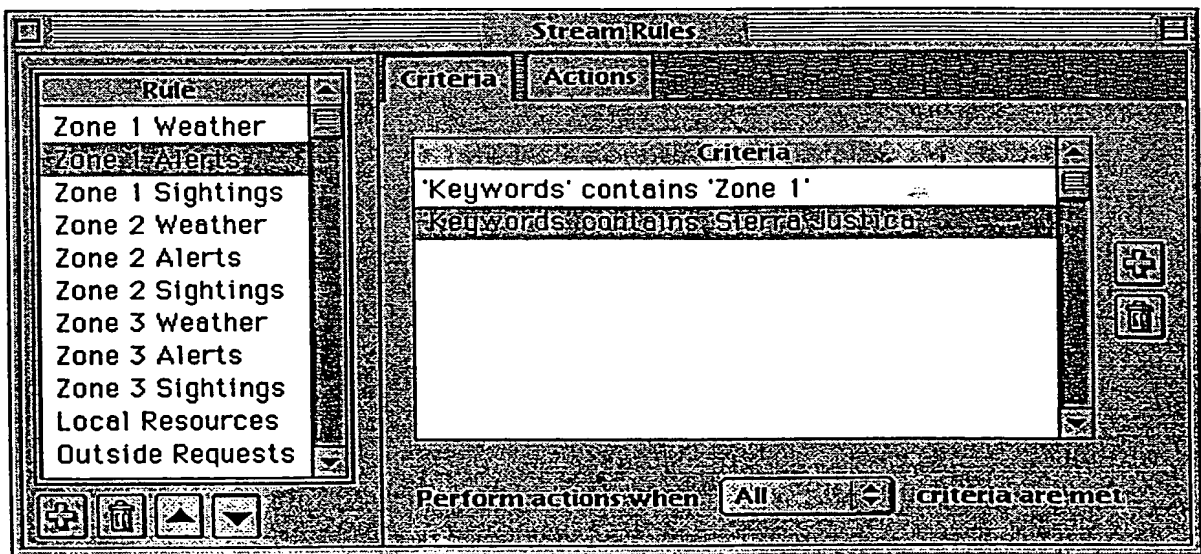 Stream Rules
Rule
Zone 1 Weather
Zone 1 Alerts
Zone 1 Sightings
Zone 2 Weather
Zone 2 Alerts
Zone 2 Sightings
Zone 3 Weather
Zone 3 Alerts
Zone 3 Sightings
Local Resources
Outside Requests
Criteria
Actions
Criteria
'Keywords' contains 'Zone 1'
'Keywords' contains 'Sierra Justica'
Perform actions when All criteria are met